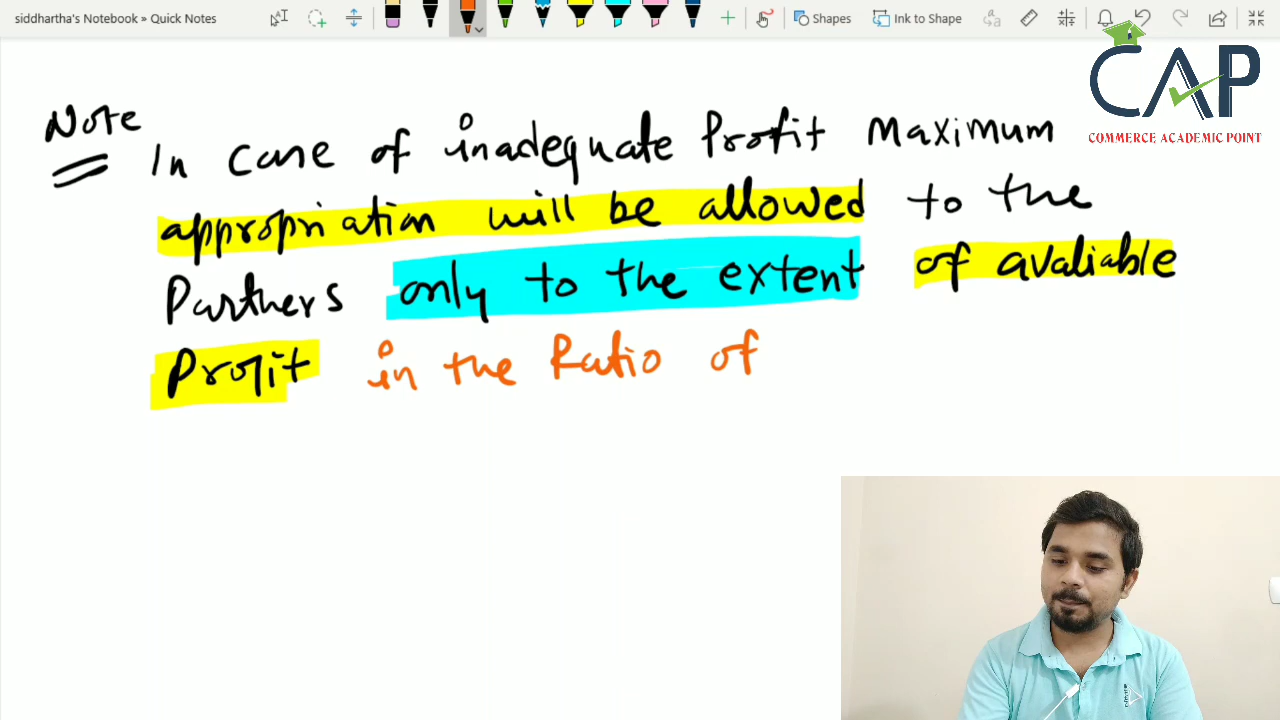 siddhartha's Notebook » Quick Notes
Shapes
Ink to Shape
CAP
COMMERCE ACADEMIC POINT
Note
In case of inadequate Profit Maximum
appropriation will be allowed to the
Partners only to the extent of avaliable
Profit in the Ratio of